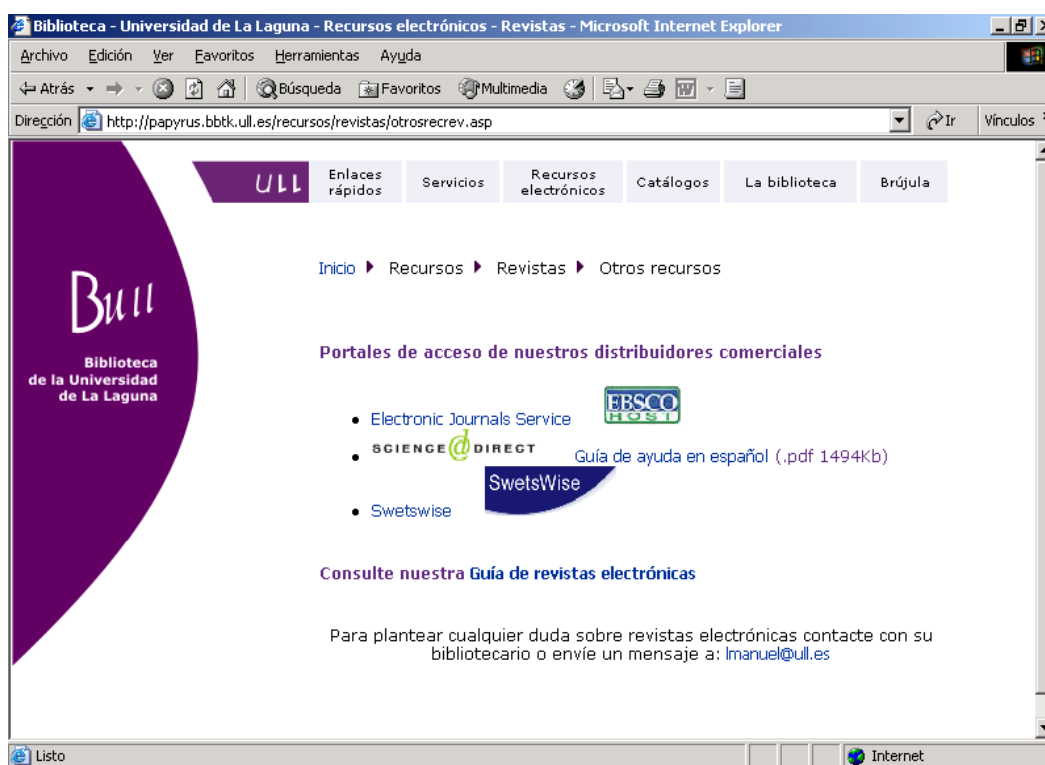 Biblioteca - Universidad de La Laguna - Recursos electrónicos - Revistas - Microsoft Internet Explorer
Archivo Edición Ver Favoritos Herramientas Ayuda
Atrás Búsqueda Favoritos Multimedia
Dirección http://papyrus.bbtk.ull.es/recursos/revistas/otrosrecrev.asp Ir Vínculos
ULL Enlaces rápidos Servicios Recursos electrónicos Catálogos La biblioteca Brújula
Inicio Recursos Revistas Otros recursos
Bull
Biblioteca
de la Universidad
de La Laguna
Portales de acceso de nuestros distribuidores comerciales
Electronic Journals Service EBSCO HOST
SCIENCE @ DIRECT Guía de ayuda en español (.pdf 1494Kb)
SwetsWise
Swetswise
Consulte nuestra Guía de revistas electrónicas
Para plantear cualquier duda sobre revistas electrónicas contacte con su
bibliotecario o envíe un mensaje a: lmanuel@ull.es
Listo Internet